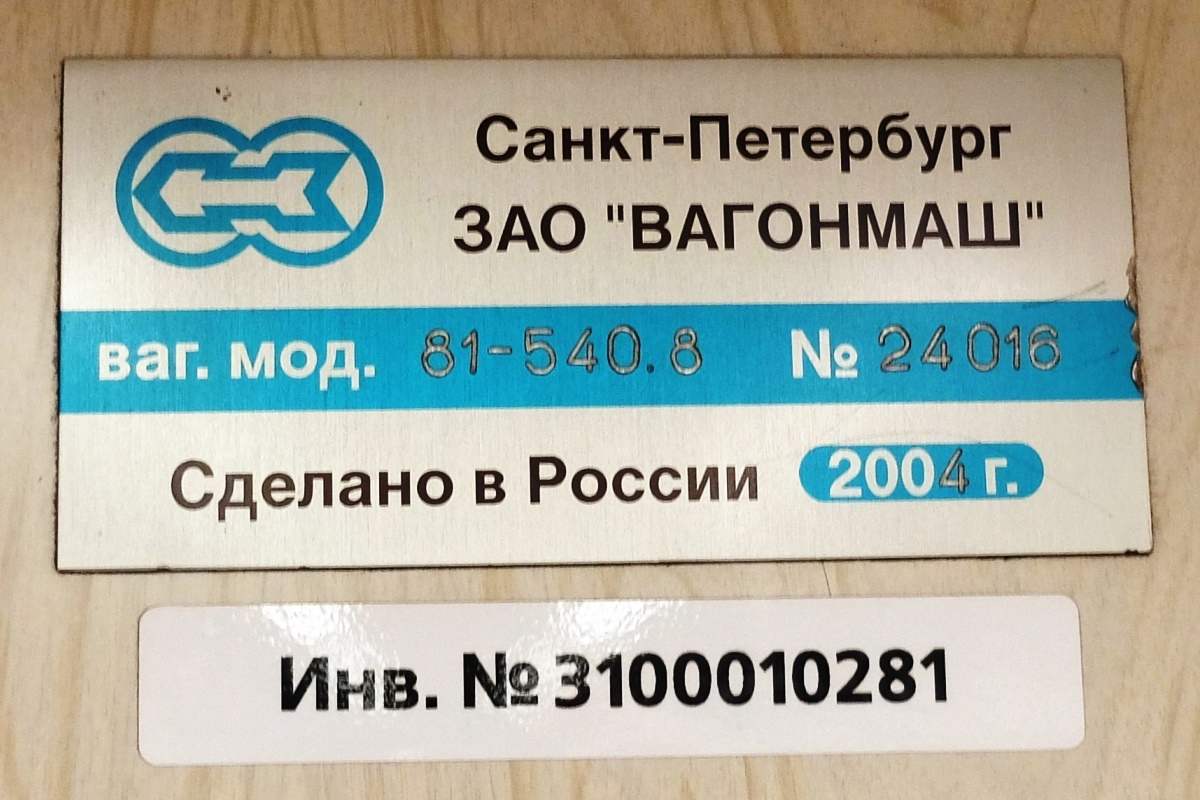 Санкт-Петербург
ЗАО "ВАГОНМАШ"
ваг. мод. 81-540.8 № 24016
Сделано в России 2004 г.
Инв. № 3100010281